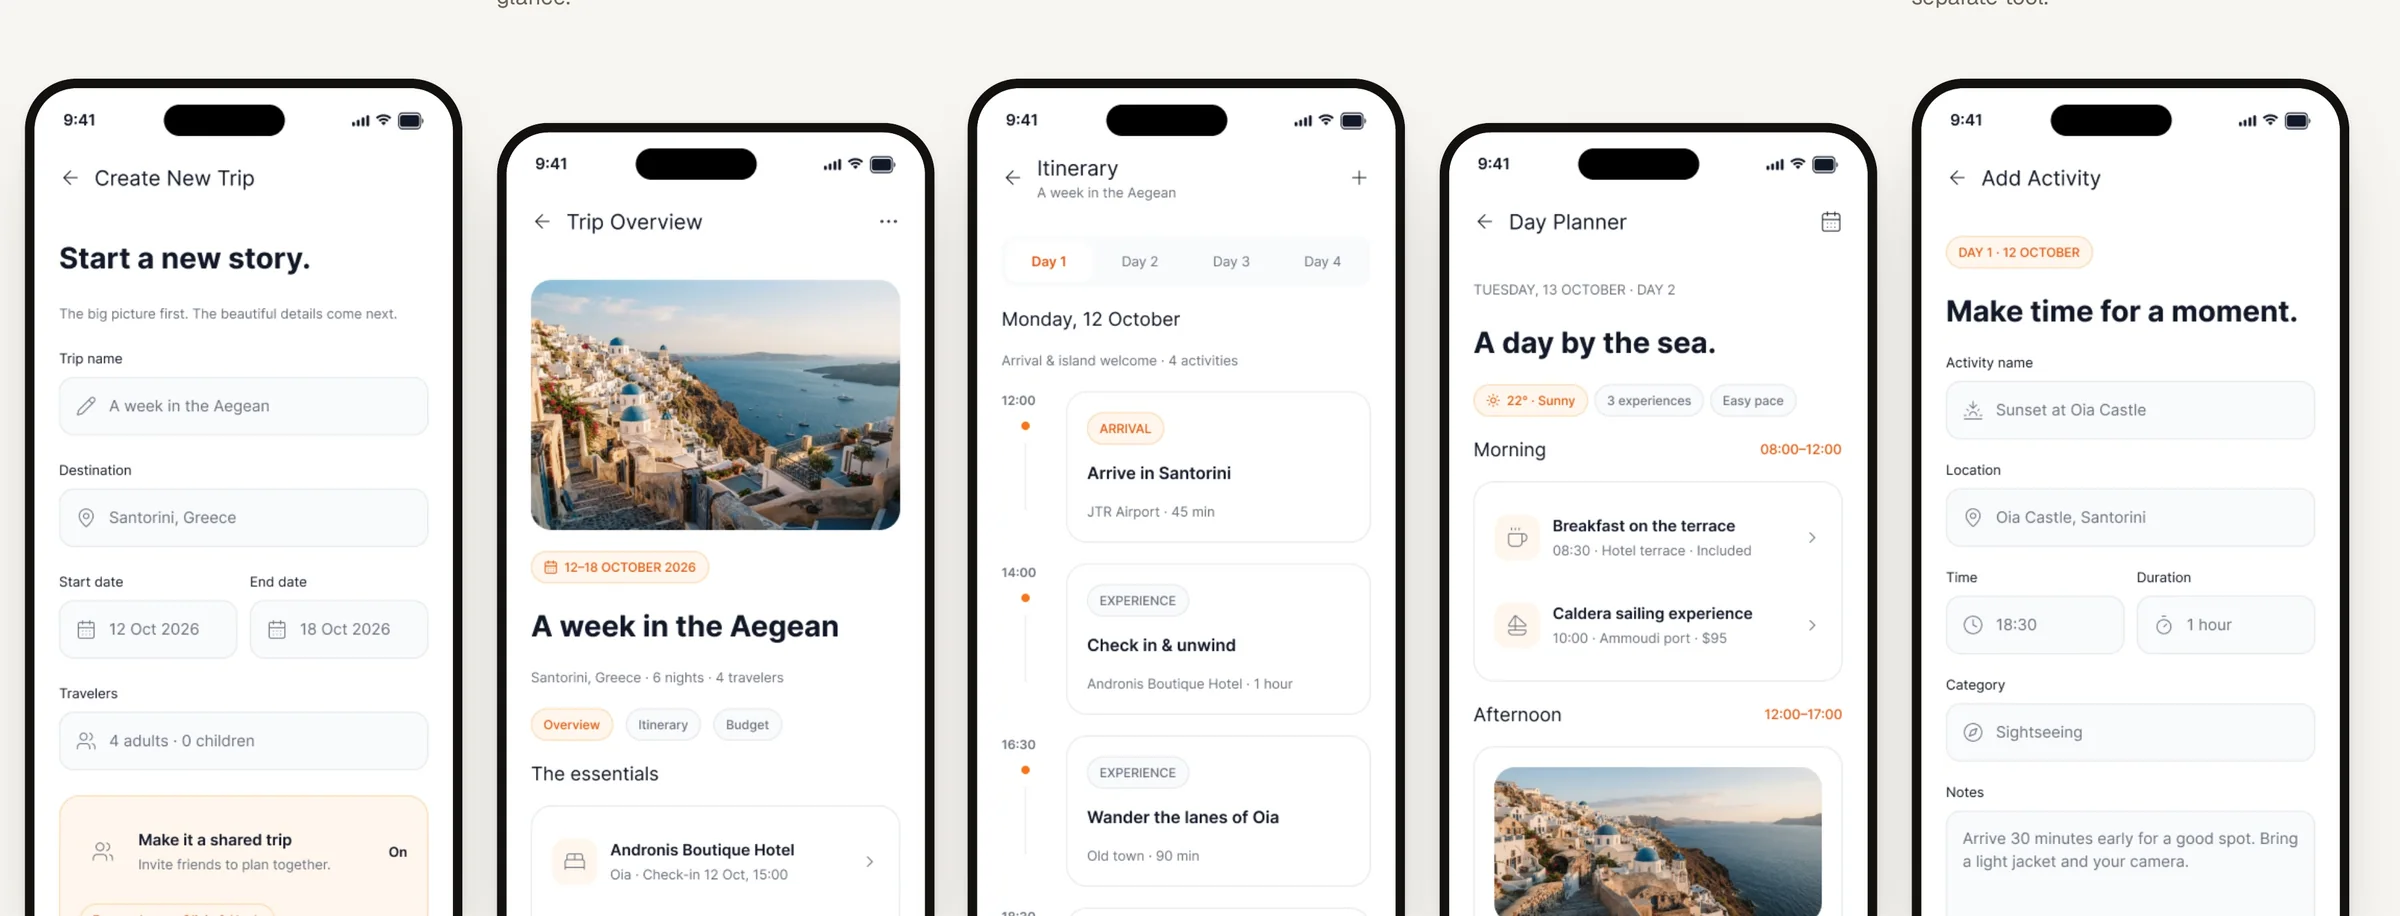 glance.
separate tool.
9:41
Create New Trip
Start a new story.
The big picture first. The beautiful details come next.
Trip name
A week in the Aegean
Destination
Santorini, Greece
Start date
End date
12 Oct 2026
18 Oct 2026
Travelers
4 adults · 0 children
Make it a shared trip
Invite friends to plan together.
On
9:41
Trip Overview
12–18 OCTOBER 2026
A week in the Aegean
Santorini, Greece · 6 nights · 4 travelers
Overview
Itinerary
Budget
The essentials
Andronis Boutique Hotel
Oia · Check-in 12 Oct, 15:00
9:41
Itinerary
A week in the Aegean
Day 1
Day 2
Day 3
Day 4
Monday, 12 October
Arrival & island welcome · 4 activities
12:00
ARRIVAL
Arrive in Santorini
JTR Airport · 45 min
14:00
EXPERIENCE
Check in & unwind
Andronis Boutique Hotel · 1 hour
16:30
EXPERIENCE
Wander the lanes of Oia
Old town · 90 min
18:30
9:41
Day Planner
TUESDAY, 13 OCTOBER · DAY 2
A day by the sea.
22° · Sunny
3 experiences
Easy pace
Morning
08:00–12:00
Breakfast on the terrace
08:30 · Hotel terrace · Included
Caldera sailing experience
10:00 · Ammoudi port · $95
Afternoon
12:00–17:00
9:41
Add Activity
DAY 1 · 12 OCTOBER
Make time for a moment.
Activity name
Sunset at Oia Castle
Location
Oia Castle, Santorini
Time
Duration
18:30
1 hour
Category
Sightseeing
Notes
Arrive 30 minutes early for a good spot. Bring
a light jacket and your camera.